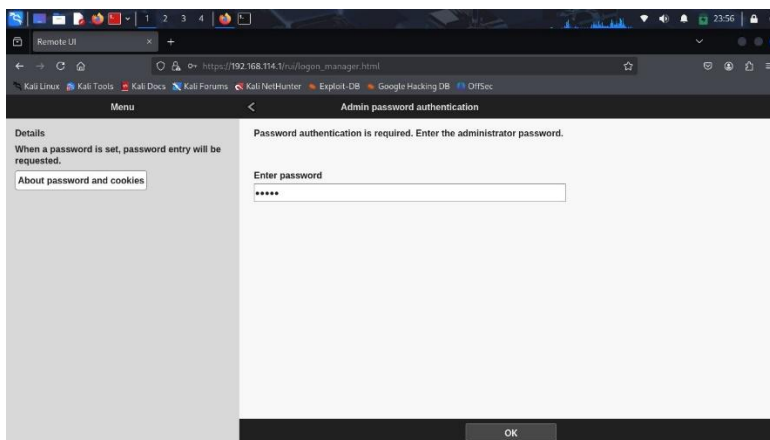 1 2 3 4
23:56
Remote UI × +
https://192.168.114.1/rui/logon_manager.html
Kali Linux Kali Tools Kali Docs Kali Forums Kali NetHunter Exploit-DB Google Hacking DB OffSec
Menu < Admin password authentication
Details
When a password is set, password entry will be
requested.
About password and cookies
Password authentication is required. Enter the administrator password.
Enter password
•••••
OK